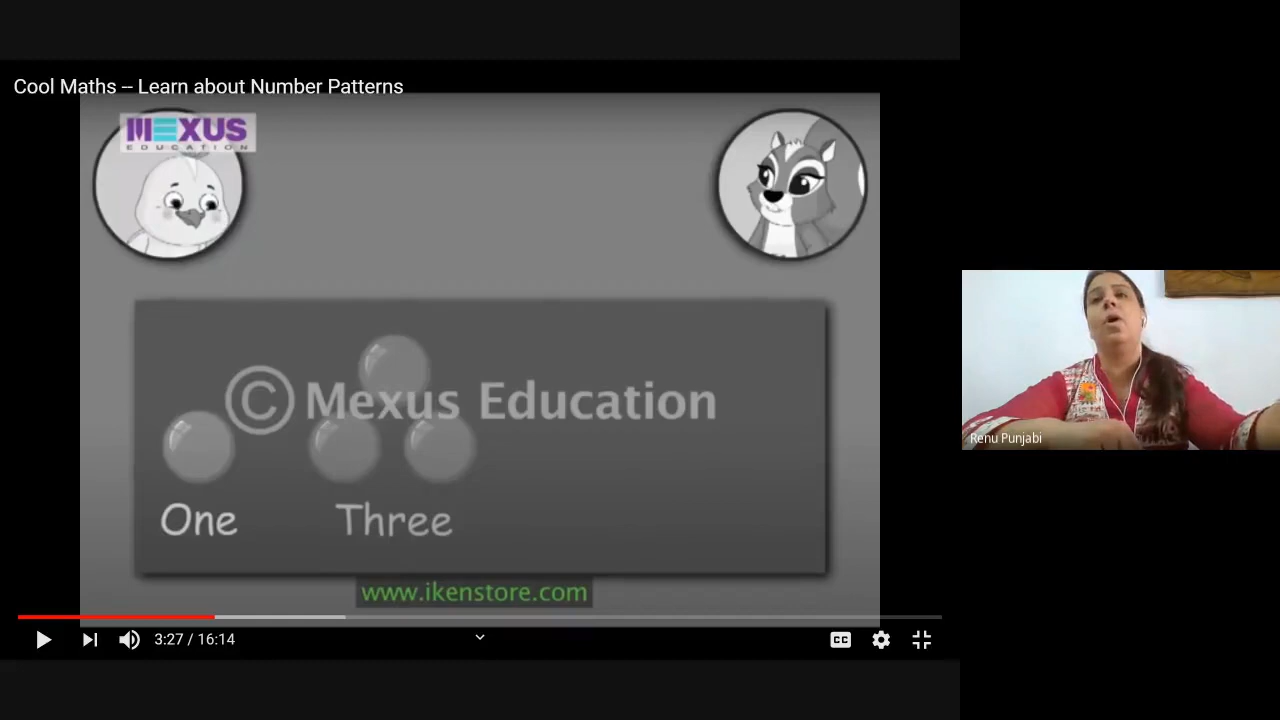 Cool Maths -- Learn about Number Patterns
MEXUS
EDUCATION
© Mexus Education
One Three
www.ikenstore.com
3:27 / 16:14
CC
Renu Punjabi